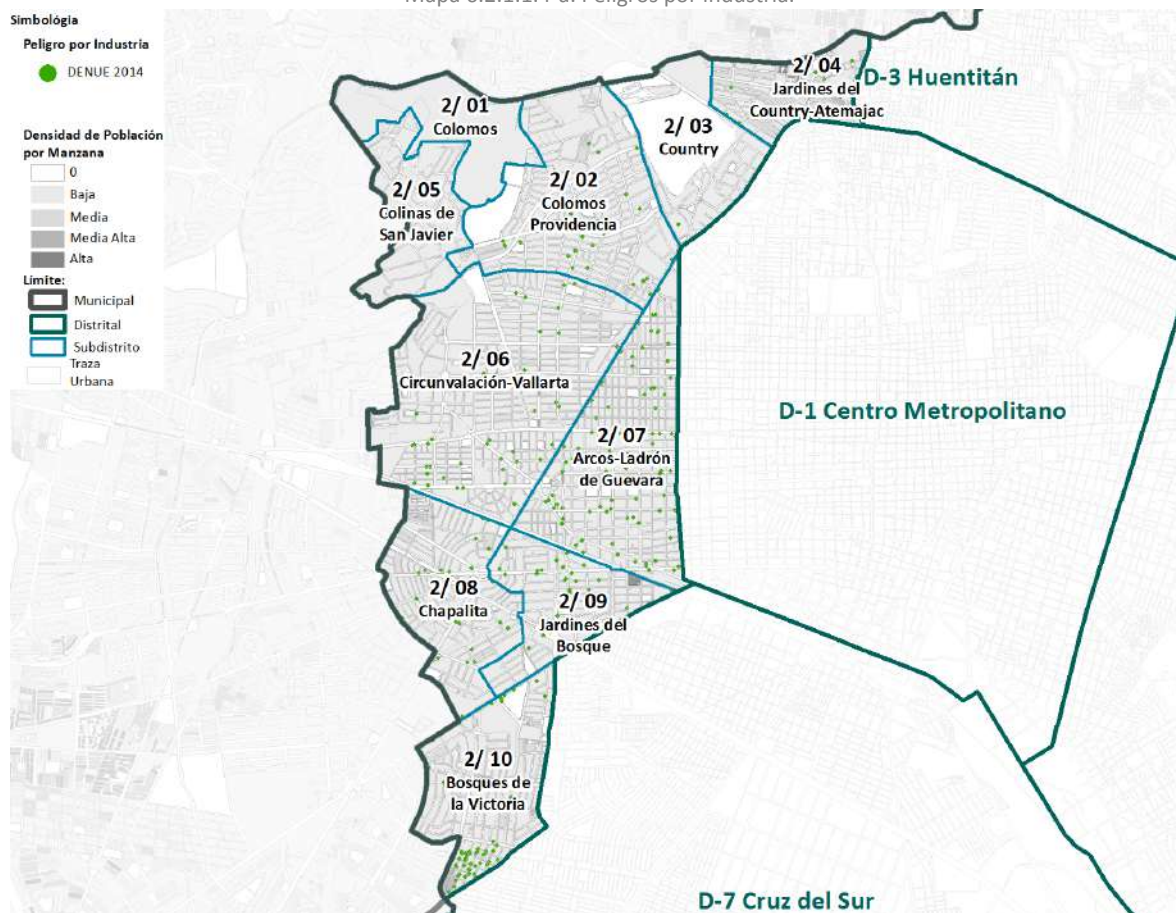 Simbología
Peligro por Industria
DENUE 2014
Densidad de Población
por Manzana
0
Baja
Media
Media Alta
Alta
Límite:
Municipal
Distrital
Subdistrito
Traza
Urbana
2/ 01
Colomos
2/ 04
Jardines del
Country-Atemajac
D-3 Huentitán
2/ 03
Country
2/ 05
Colinas de
San Javier
2/ 02
Colomos
Providencia
2/ 06
Circunvalación-Vallarta
D-1 Centro Metropolitano
2/ 07
Arcos-Ladrón
de Guevara
2/ 08
Chapalita
2/ 09
Jardines del
Bosque
2/ 10
Bosques de
la Victoria
D-7 Cruz del Sur